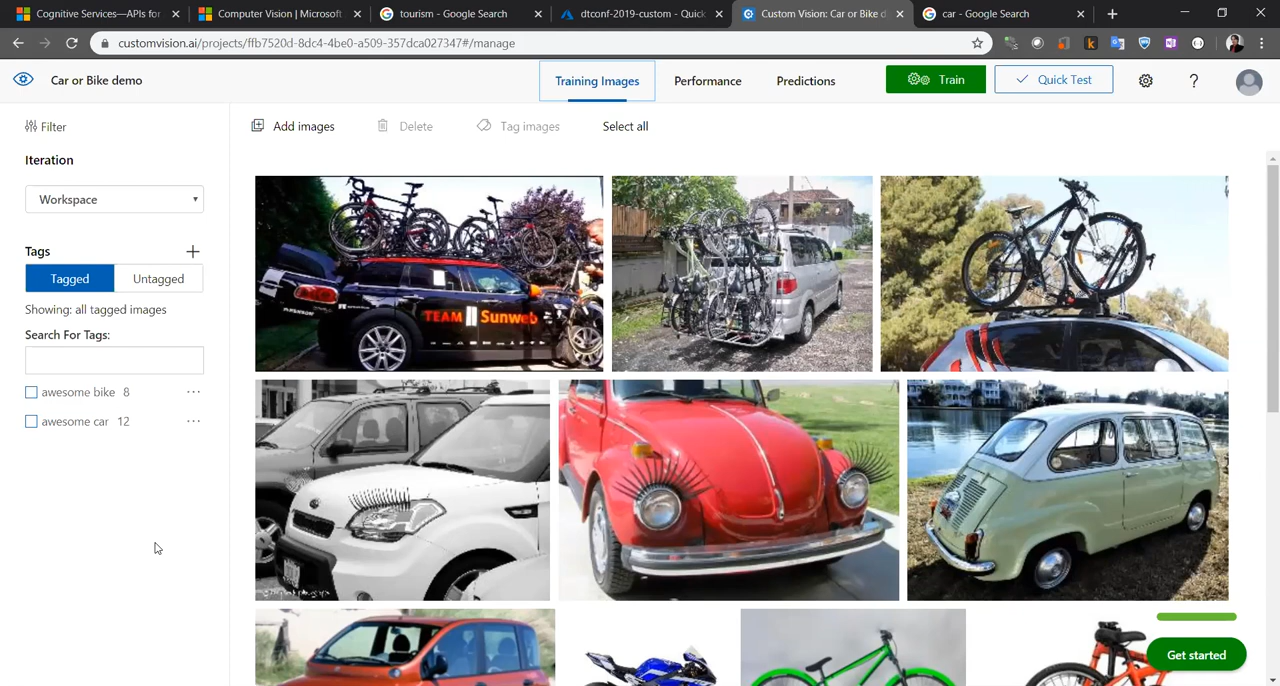 Cognitive Services—APIs for
Computer Vision | Microsoft
tourism - Google Search
dtconf-2019-custom - Quick
Custom Vision: Car or Bike d
car - Google Search
customvision.ai/projects/ffb7520d-8dc4-4be0-a509-357dca027347#/manage
Car or Bike demo
Training Images
Performance
Predictions
Train
Quick Test
?
Filter
Add images
Delete
Tag images
Select all
Iteration
Workspace
Tags
Tagged
Untagged
Showing: all tagged images
Search For Tags:
awesome bike 8
awesome car 12
TEAM Sunweb
Get started